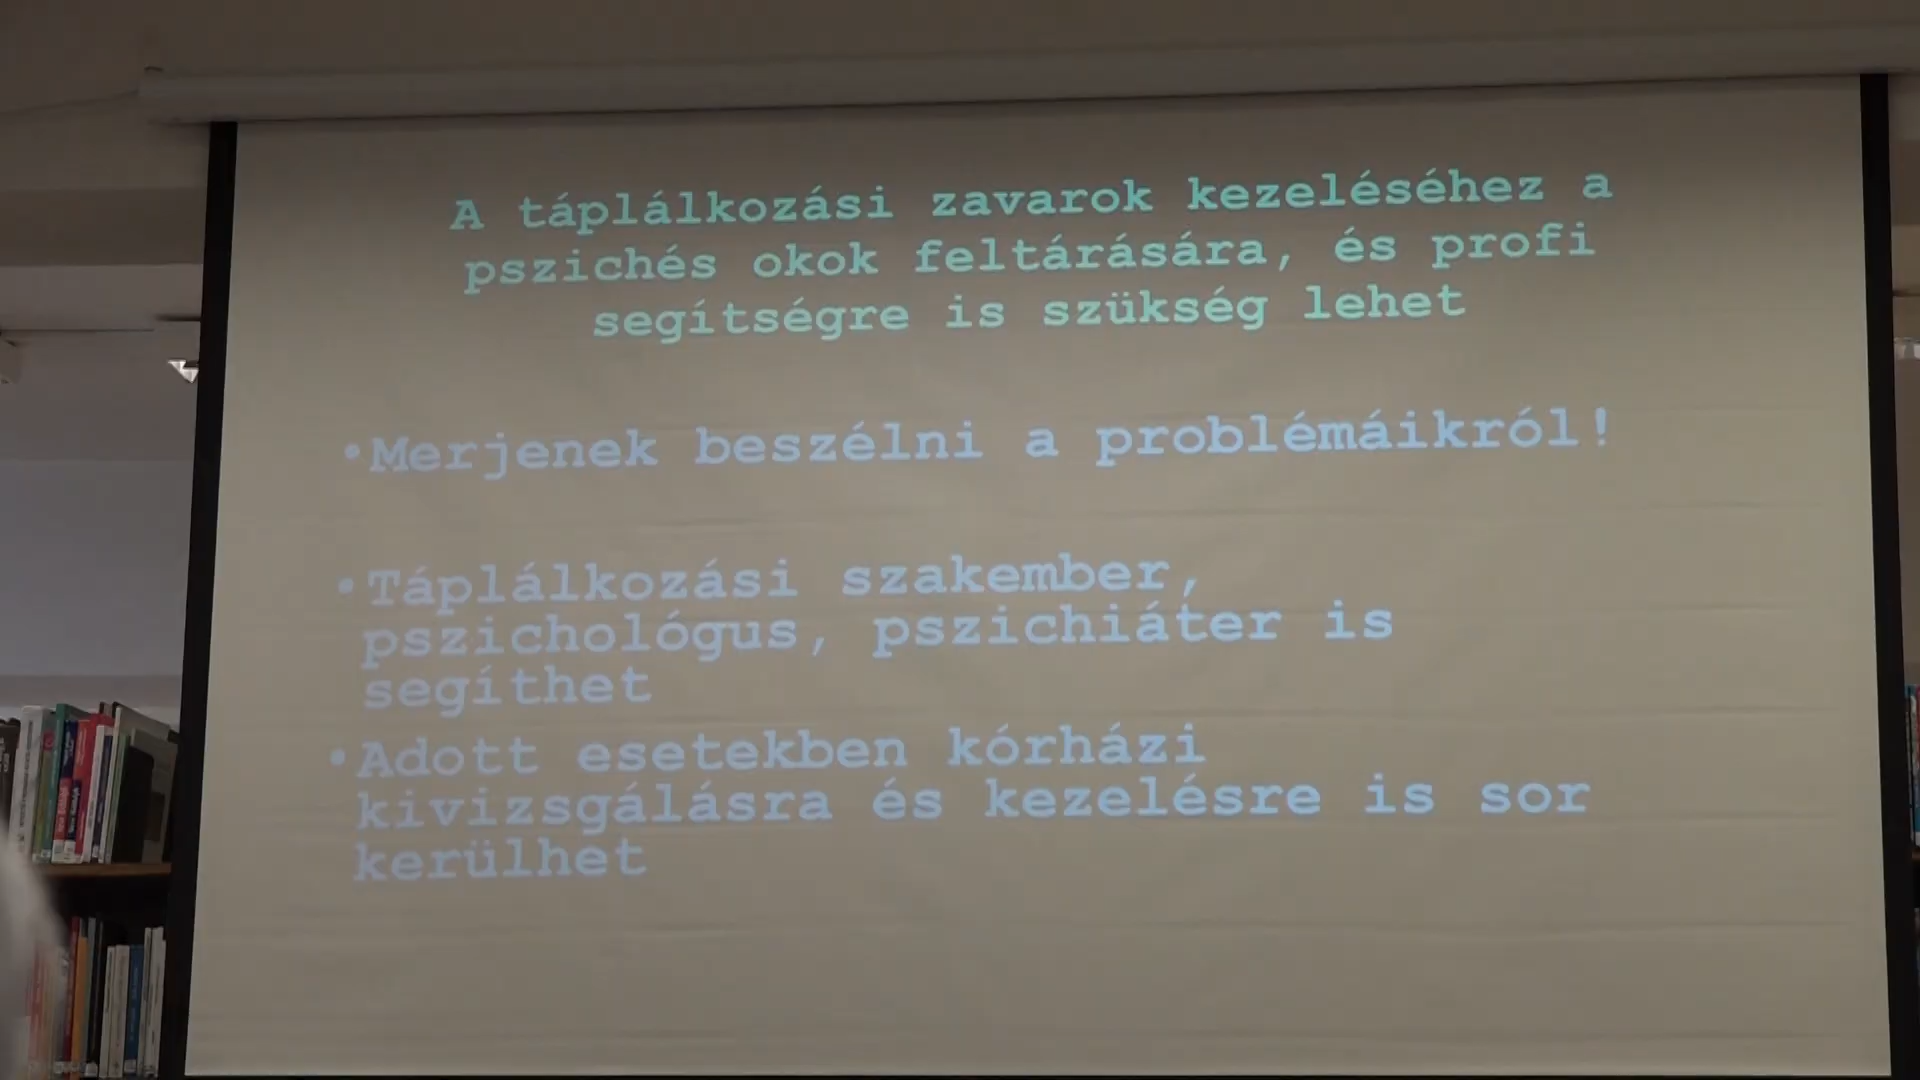 A táplálkozási zavarok kezeléséhez a
pszichés okok feltárására, és profi
segítségre is szükség lehet
•Merjenek beszélni a problémáikról!
•Táplálkozási szakember,
pszichológus, pszichiáter is
segíthet
•Adott esetekben kórházi
kivizsgálásra és kezelésre is sor
kerülhet